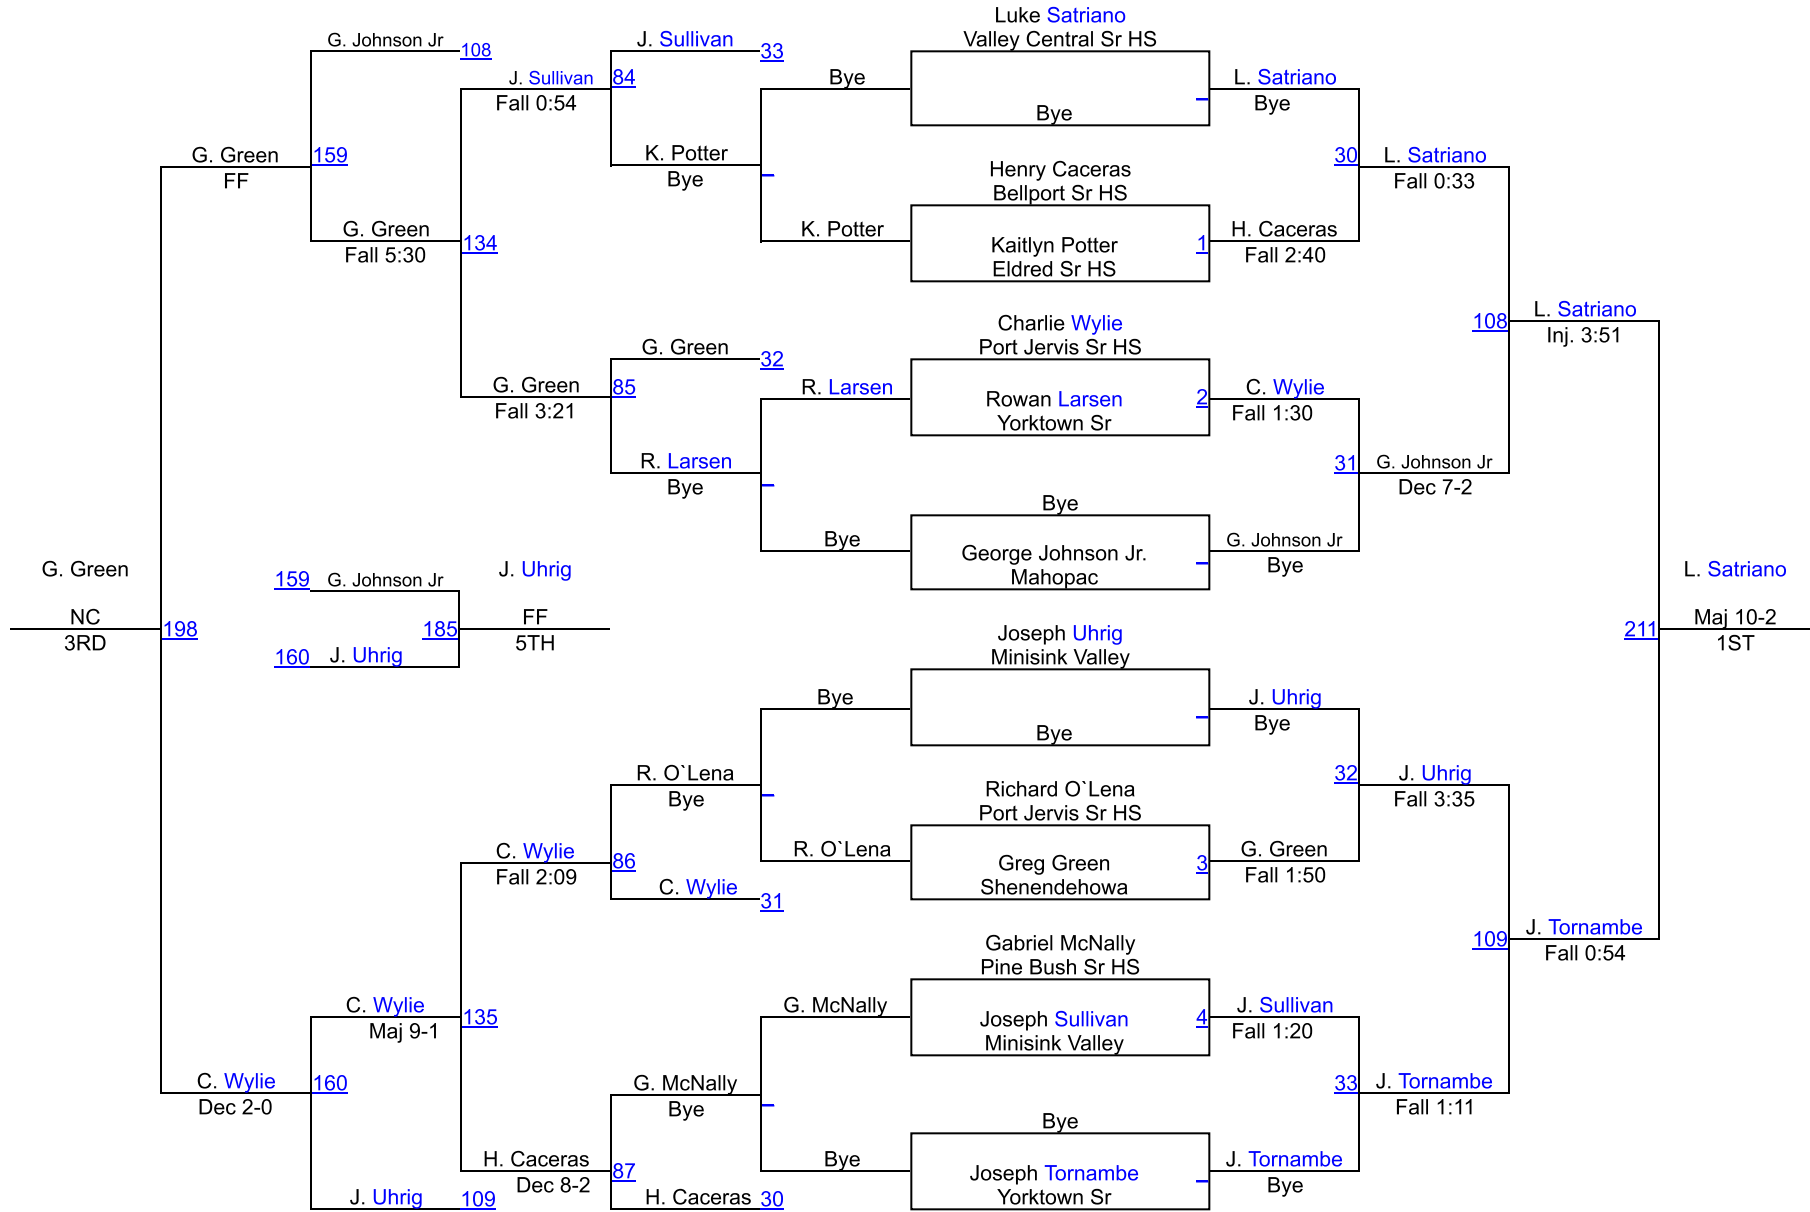 Luke Satriano
J. Sullivan
G. Johnson Jr
Valley Central Sr HS
33
108
J. Sullivan
84
Bye
L. Satriano
Fall 0:54
Bye
Bye
G. Green
159
K. Potter
30
L. Satriano
FF
Bye
Henry Caceras
Fall 0:33
Bellport Sr HS
G. Green
K. Potter
H. Caceras
Fall 5:30
134
Kaitlyn Potter
1
Fall 2:40
Eldred Sr HS
Charlie Wylie
L. Satriano
108
G. Green
32
Port Jervis Sr HS
Inj. 3:51
G. Green
85
R. Larsen
C. Wylie
Fall 3:21
Rowan Larsen
2
Fall 1:30
Yorktown Sr
R. Larsen
31
G. Johnson Jr
Bye
Dec 7-2
Bye
Bye
George Johnson Jr.
G. Johnson Jr
Mahopac
Bye
G. Green
159
G. Johnson Jr
J. Uhrig
L. Satriano
NC
198
185
FF
211
Maj 10-2
3RD
160
J. Uhrig
5TH
1ST
Joseph Uhrig
Minisink Valley
Bye
J. Uhrig
Bye
Bye
R. O`Lena
32
J. Uhrig
Bye
Richard O`Lena
Fall 3:35
Port Jervis Sr HS
C. Wylie
86
R. O`Lena
G. Green
Fall 2:09
Greg Green
3
Fall 1:50
C. Wylie
31
Shenendehowa
J. Tornambe
109
Gabriel McNally
Fall 0:54
Pine Bush Sr HS
C. Wylie
G. McNally
J. Sullivan
Maj 9-1
135
Joseph Sullivan
4
Fall 1:20
Minisink Valley
C. Wylie
160
G. McNally
33
J. Tornambe
Dec 2-0
Bye
Fall 1:11
Bye
H. Caceras
87
Bye
J. Tornambe
Dec 8-2
Joseph Tornambe
Bye
J. Uhrig
109
H. Caceras
30
Yorktown Sr